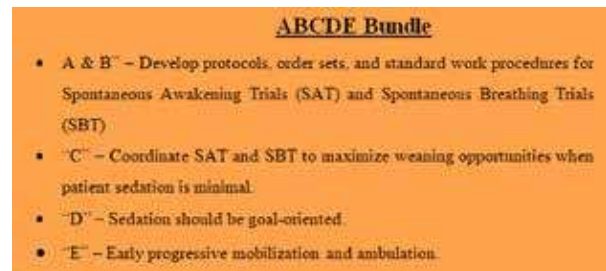 ABCDE Bundle
• A & B" – Develop protocols, order sets, and standard work procedures for
Spontaneous Awakening Trials (SAT) and Spontaneous Breathing Trials
(SBT)
• "C" – Coordinate SAT and SBT to maximize weaning opportunities when
patient sedation is minimal.
• "D" – Sedation should be goal-oriented.
• "E" – Early progressive mobilization and ambulation.